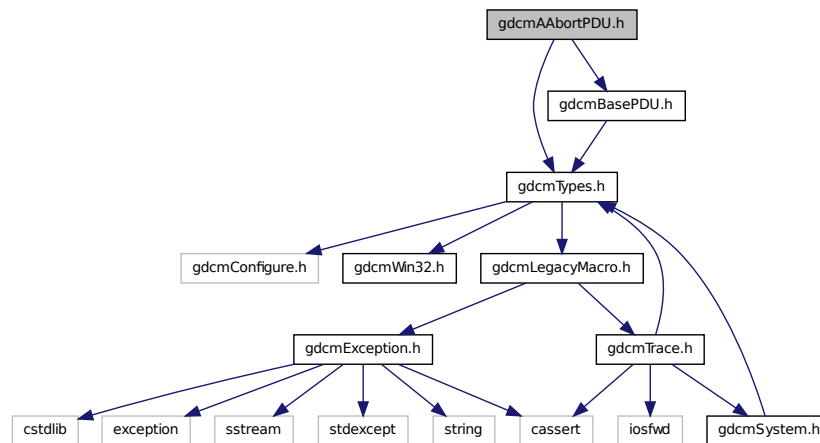 gdcmAAbortPDU.h
gdcmBasePDU.h
gdcmTypes.h
gdcmConfigure.h
gdcmWin32.h
gdcmLegacyMacro.h
gdcmException.h
gdcmTrace.h
cstdlib
exception
sstream
stdexcept
string
cassert
iosfwd
gdcmSystem.h